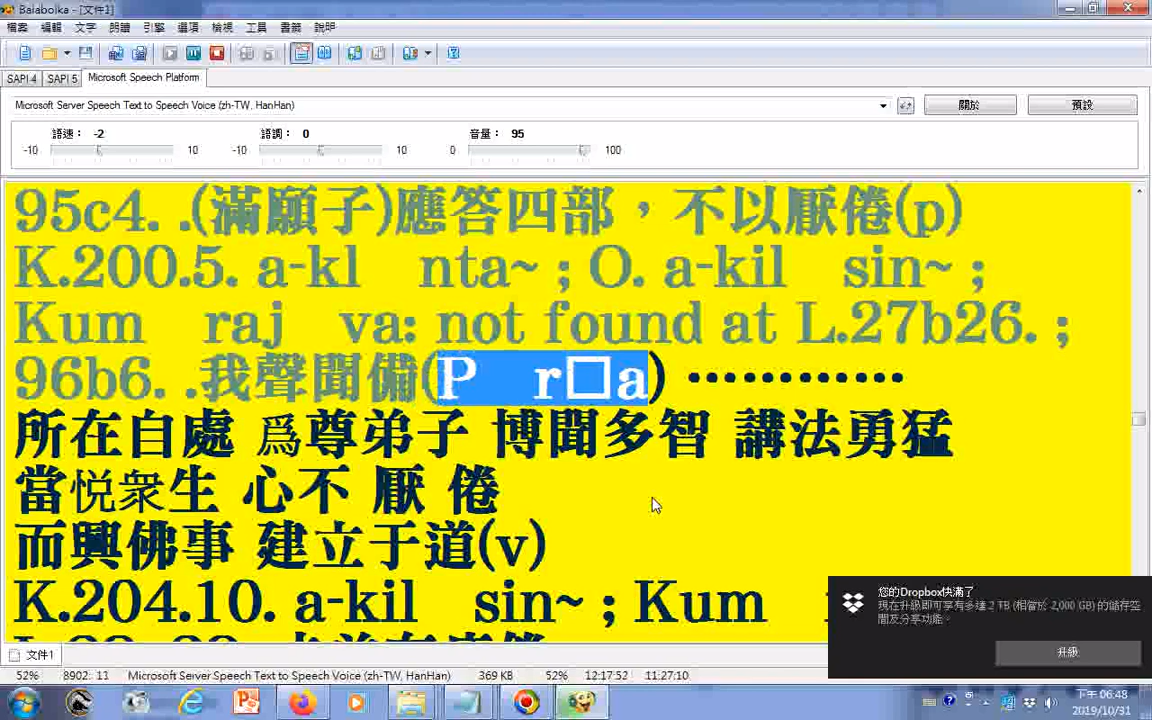 Balabolka - [文件1]
檔案 編輯 文字 朗讀 引擎 選項 檢視 工具 書籤 說明
SAPI 4 SAPI 5 Microsoft Speech Platform
Microsoft Server Speech Text to Speech Voice (zh-TW, HanHan) 關於 預設
語速： -2 語調： 0 音量： 95
-10 10 -10 10 0 100
95c4. .(滿願子)應答四部，不以厭倦(p)
K.200.5. a-kl nta~ ; O. a-kil sin~ ;
Kum raj va: not found at L.27b26. ;
96b6. .我聲聞備(P r□a) ············
所在自處 爲尊弟子 博聞多智 講法勇猛
當悦衆生 心不 厭 倦
而興佛事 建立于道(v)
K.204.10. a-kil sin~ ; Kum
您的Dropbox快滿了
現在升級即可享有多達 2 TB (相當於 2,000 GB) 的儲存空
間及分享功能。
升級
文件1
52% 8902: 11 Microsoft Server Speech Text to Speech Voice (zh-TW, HanHan) 369 KB 52% 12:17:52 11:27:10
下午 06:48
2019/10/31